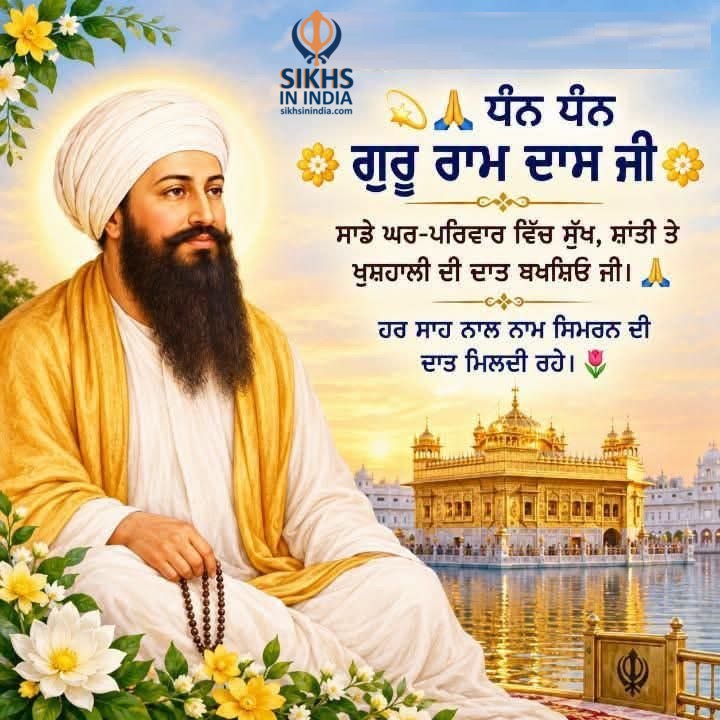 SIKHS
IN INDIA
sikhsinindia.com
💫🙏 ਧੰਨ ਧੰਨ
🌼 ਗੁਰੂ ਰਾਮ ਦਾਸ ਜੀ 🌼
ਸਾਡੇ ਘਰ-ਪਰਿਵਾਰ ਵਿੱਚ ਸੁੱਖ, ਸ਼ਾਂਤੀ ਤੇ
ਖੁਸ਼ਹਾਲੀ ਦੀ ਦਾਤ ਬਖਸ਼ਿਓ ਜੀ। 🙏
ਹਰ ਸਾਹ ਨਾਲ ਨਾਮ ਸਿਮਰਨ ਦੀ
ਦਾਤ ਮਿਲਦੀ ਰਹੇ। 🌷